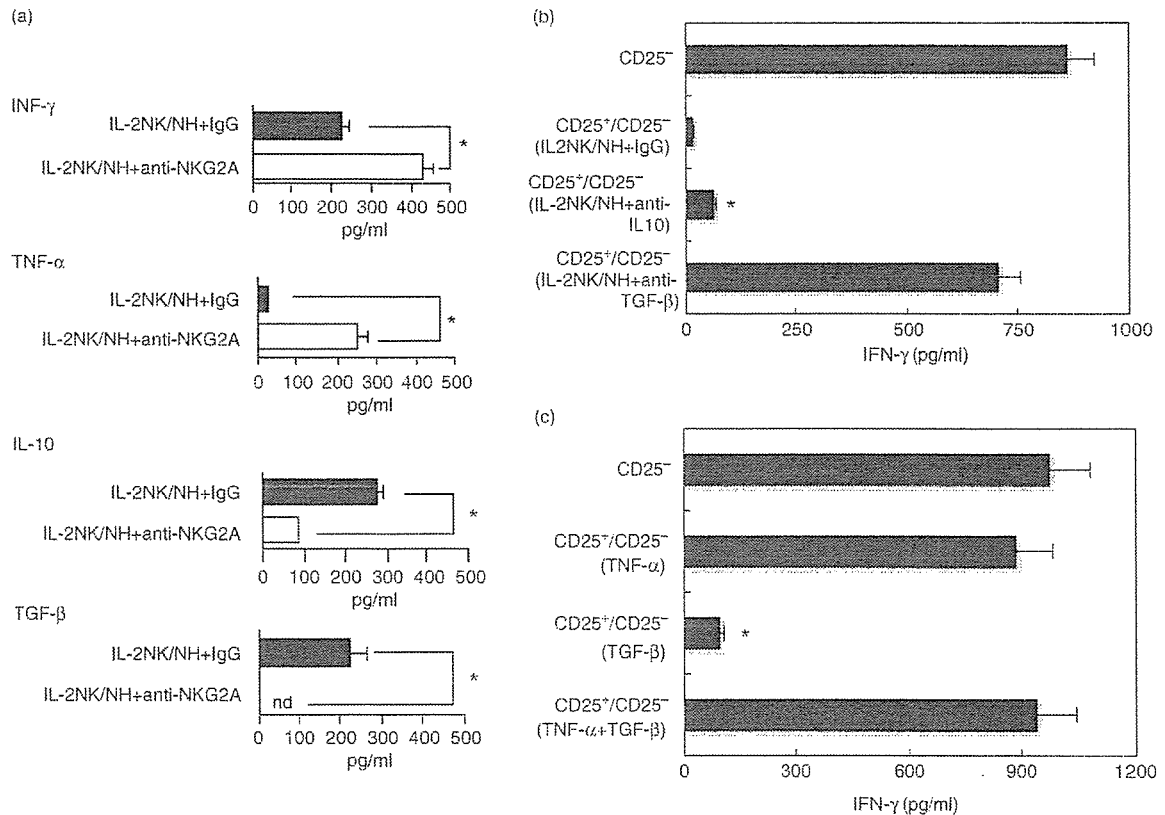 (a)
INF-γ
IL-2NK/NH+IgG
*
IL-2NK/NH+anti-NKG2A
0 100 200 300 400 500
pg/ml
TNF-α
IL-2NK/NH+IgG
*
IL-2NK/NH+anti-NKG2A
0 100 200 300 400 500
pg/ml
IL-10
IL-2NK/NH+IgG
*
IL-2NK/NH+anti-NKG2A
0 100 200 300 400 500
pg/ml
TGF-β
IL-2NK/NH+IgG
*
IL-2NK/NH+anti-NKG2A
nd
0 100 200 300 400 500
pg/ml
(b)
CD25⁻
CD25⁺/CD25⁻
(IL2NK/NH+IgG)
CD25⁺/CD25⁻
(IL-2NK/NH+anti-
IL10)
*
CD25⁺/CD25⁻
(IL-2NK/NH+anti-
TGF-β)
0 250 500 750 1000
IFN-γ (pg/ml)
(c)
CD25⁻
CD25⁺/CD25⁻
(TNF-α)
CD25⁺/CD25⁻
(TGF-β)
*
CD25⁺/CD25⁻
(TNF-α+TGF-β)
0 300 600 900 1200
IFN-γ (pg/ml)